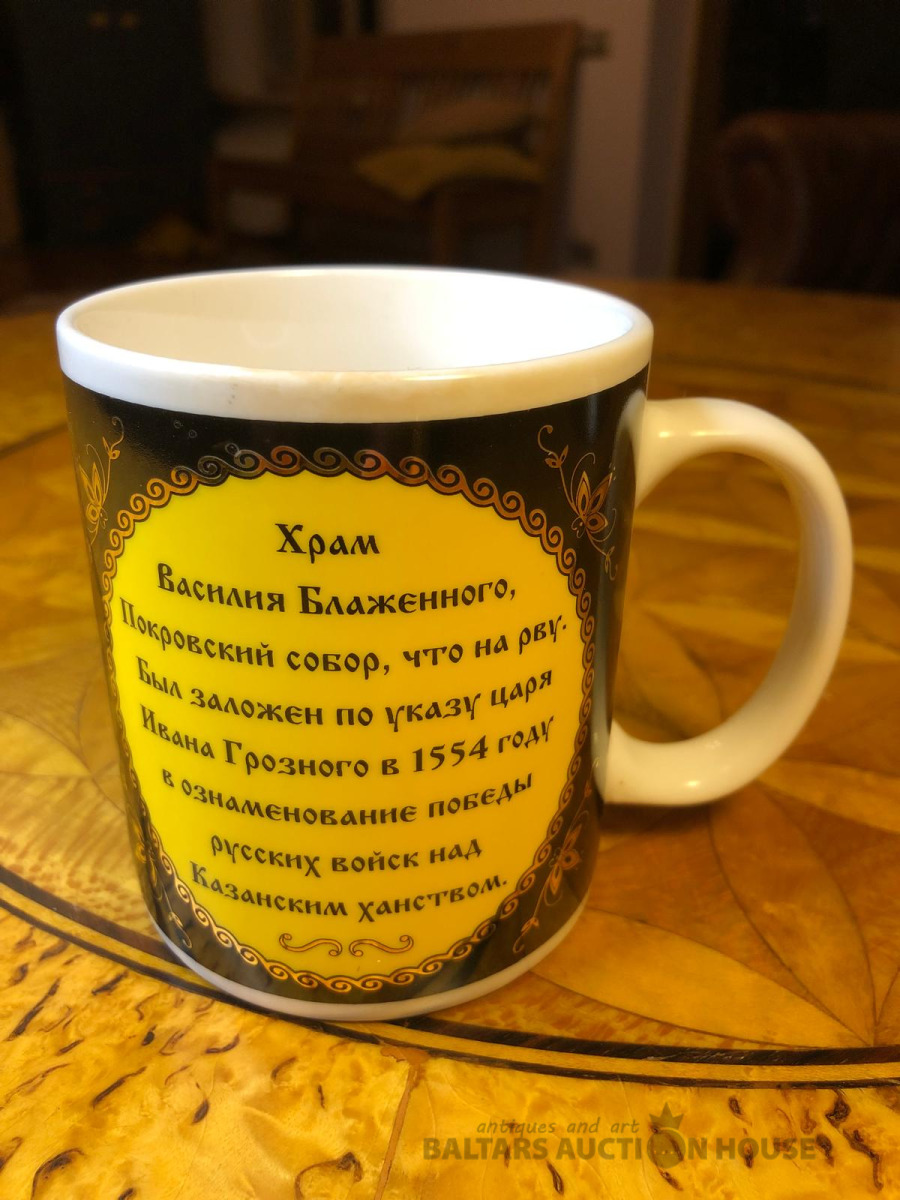 Храм
Василия Блаженного,
Покровский собор, что на рву.
Был заложен по указу царя
Ивана Грозного в 1554 году
в ознаменование победы
русских войск над
Казанским ханством.
antiques and art
BALTARS AUCTION HOUSE